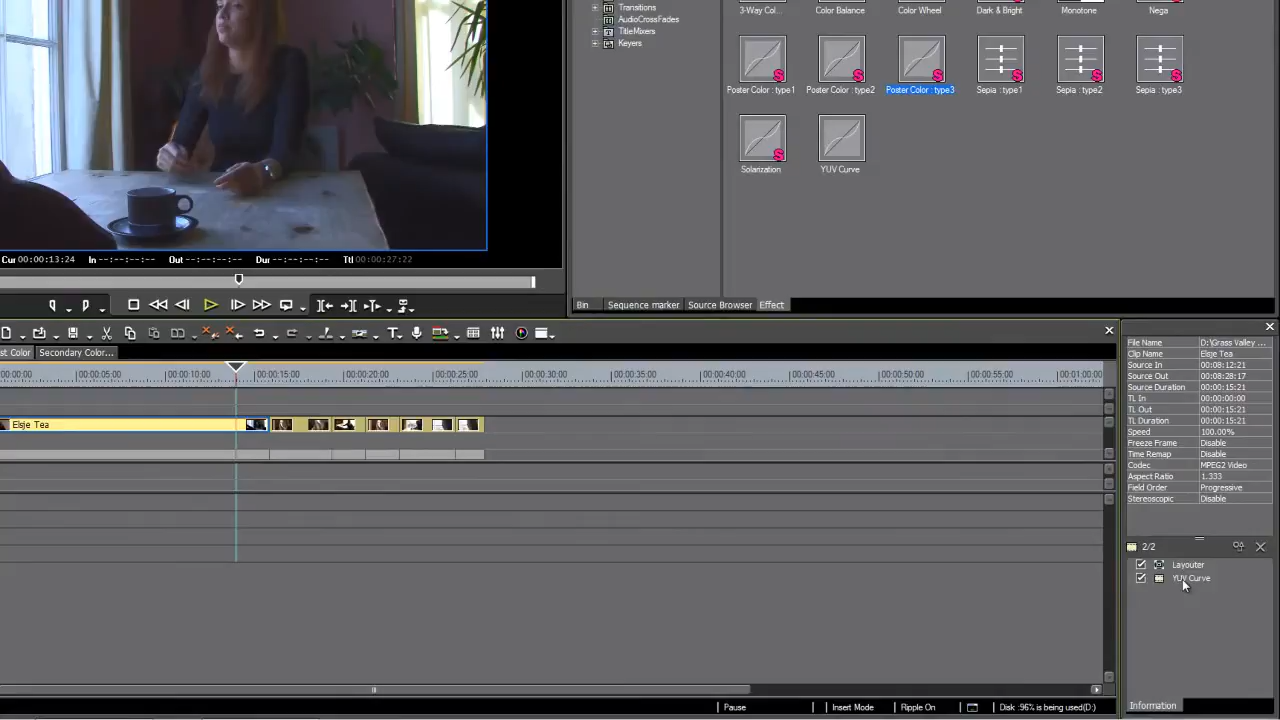 Transitions
AudioCrossFades
TitleMixers
Keyers
3-Way Col... Color Balance Color Wheel Dark & Bright Monotone Nega
Poster Color : type1 Poster Color : type2 Poster Color : type3 Sepia : type1 Sepia : type2 Sepia : type3
Solarization YUV Curve
Cur 00:00:13:24 In --:--:--:-- Out --:--:--:-- Dur --:--:--:-- Ttl 00:00:27:22
Bin Sequence marker Source Browser Effect
st Color Secondary Color...
00:00:00 00:00:05:00 00:00:10:00 00:00:15:00 00:00:20:00 00:00:25:00 00:00:30:00 00:00:35:00 00:00:40:00 00:00:45:00 00:00:50:00 00:00:55:00 00:01:00:00
Elsje Tea
File Name D:\Grass Valley ...
Clip Name Elsje Tea
Source In 00:08:12:21
Source Out 00:08:28:17
Source Duration 00:00:15:21
TL In 00:00:00:00
TL Out 00:00:15:21
TL Duration 00:00:15:21
Speed 100.00%
Freeze Frame Disable
Time Remap Disable
Codec MPEG2 Video
Aspect Ratio 1.333
Field Order Progressive
Stereoscopic Disable
2/2
Layouter
YUV Curve
Information
Pause Insert Mode Ripple On Disk :96% is being used(D:)